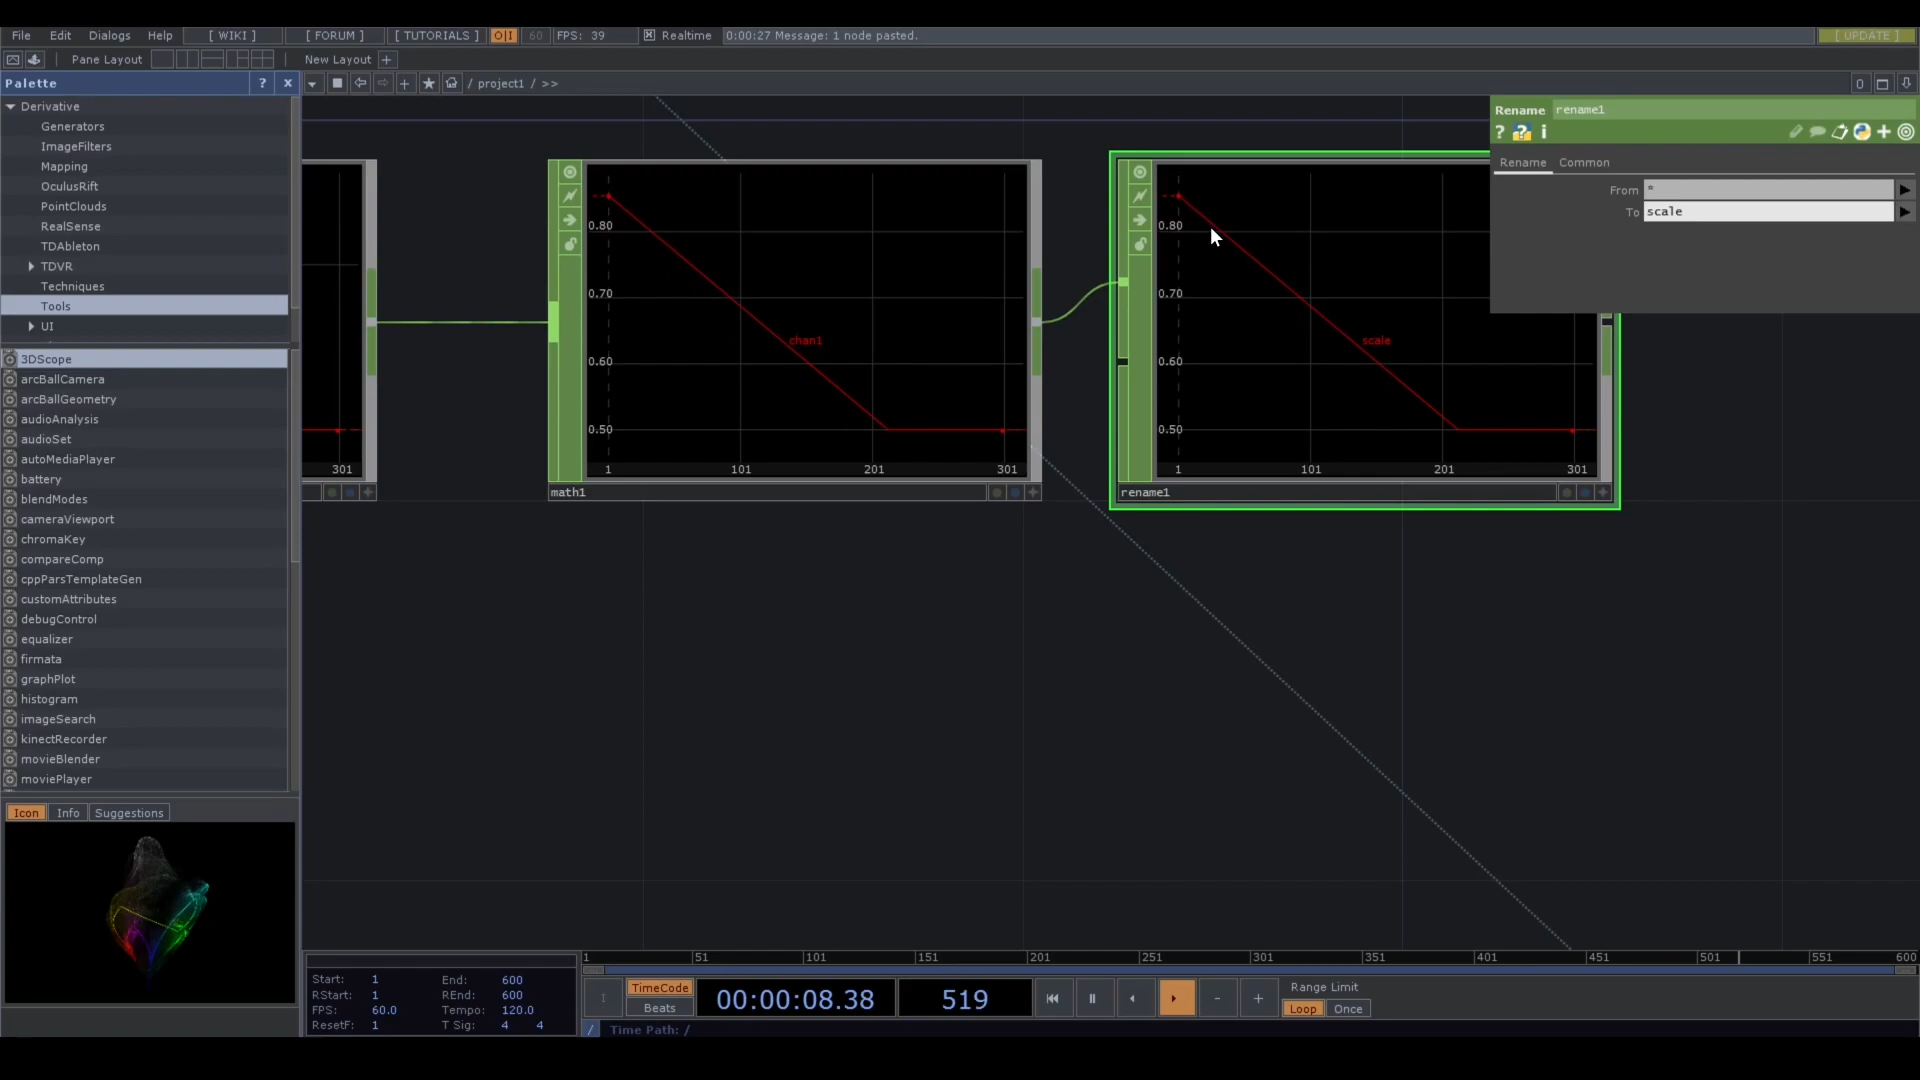 File Edit Dialogs Help [ WIKI ] [ FORUM ] [ TUTORIALS ] O|I 60 FPS: 39 Realtime 0:00:27 Message: 1 node pasted. [ UPDATE ]
Pane Layout New Layout +
Palette ? x / project1 / >> 0
Derivative
Generators
ImageFilters
Mapping
OculusRift
PointClouds
RealSense
TDAbleton
TDVR
Techniques
Tools
UI
3DScope
arcBallCamera
arcBallGeometry
audioAnalysis
audioSet
autoMediaPlayer
battery
blendModes
cameraViewport
chromaKey
compareComp
cppParsTemplateGen
customAttributes
debugControl
equalizer
firmata
graphPlot
histogram
imageSearch
kinectRecorder
movieBlender
moviePlayer
Icon Info Suggestions
301
0.80
0.70
chan1
0.60
0.50
1 101 201 301
math1
0.80
0.70
scale
0.60
0.50
1 101 201 301
rename1
Rename rename1
? ? i
Rename Common
From *
To scale
Start: 1 End: 600
RStart: 1 REnd: 600
FPS: 60.0 Tempo: 120.0
ResetF: 1 T Sig: 4 4
1 51 101 151 201 251 301 351 401 451 501 551 600
TimeCode
Beats
00:00:08.38 519
- +
Range Limit
Loop Once
/ Time Path: /